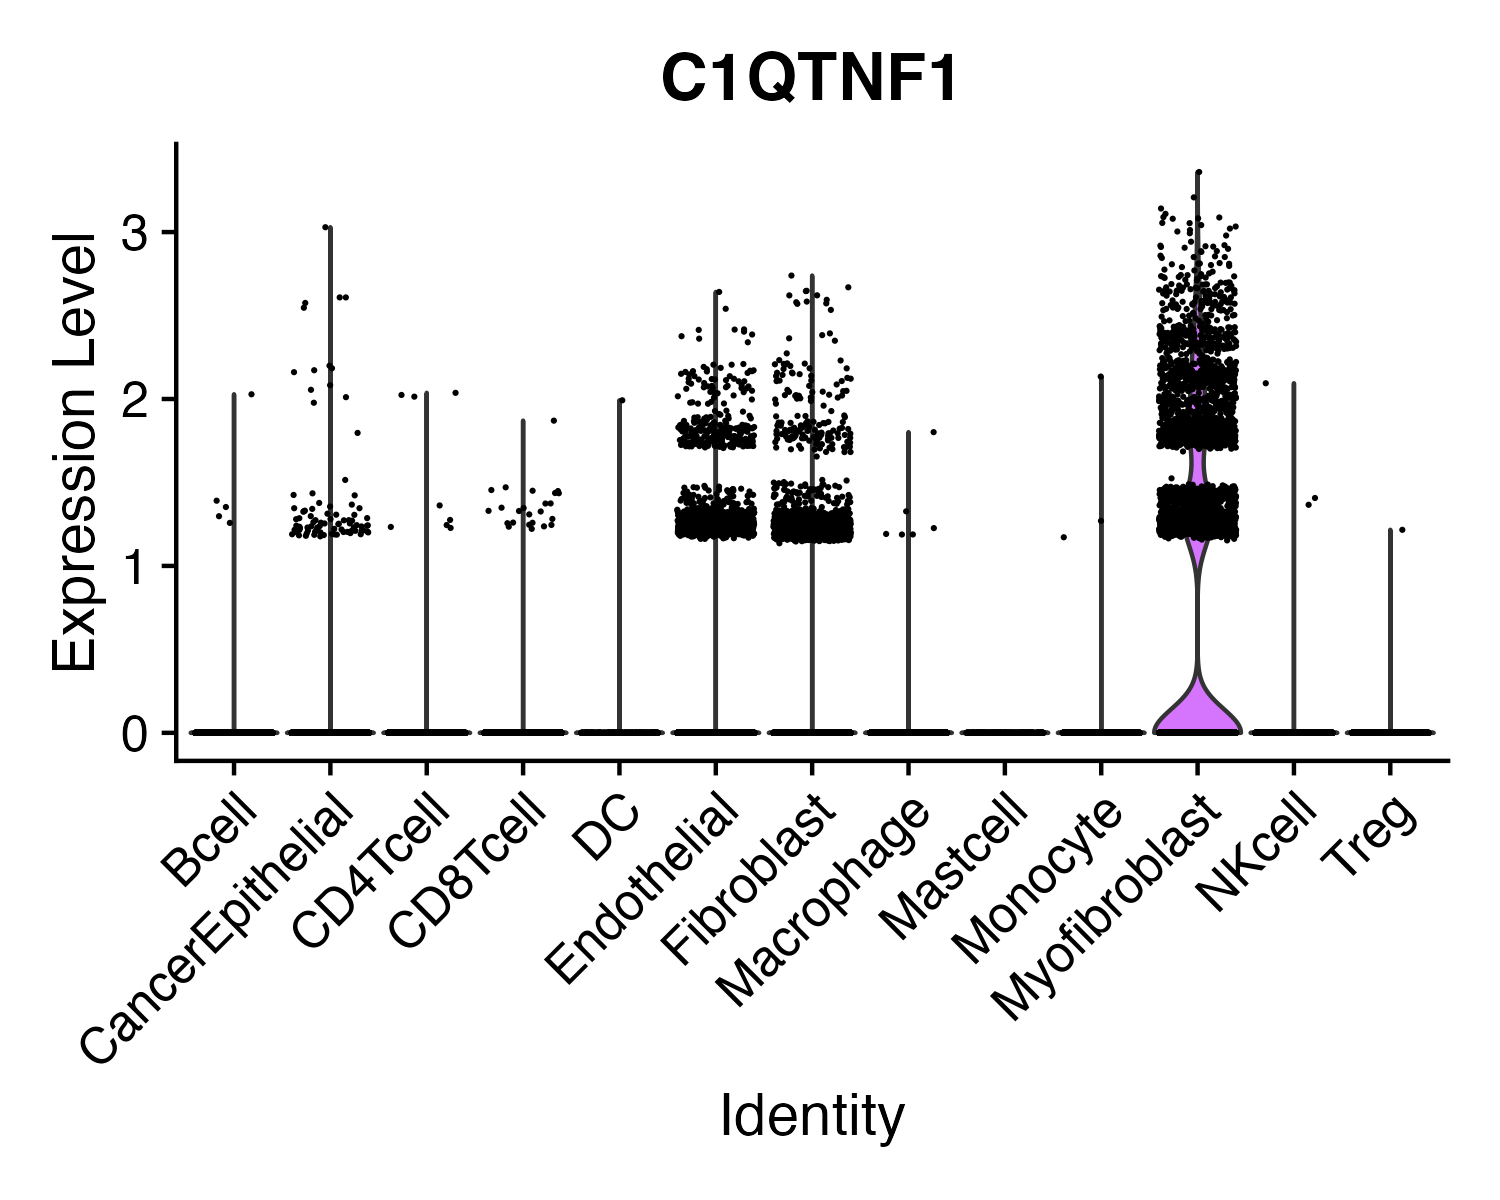 C1QTNF1
Expression Level
3
2
1
0
Bcell
CancerEpithelial
CD4Tcell
CD8Tcell
DC
Endothelial
Fibroblast
Macrophage
Mastcell
Monocyte
Myofibroblast
NKcell
Treg
Identity